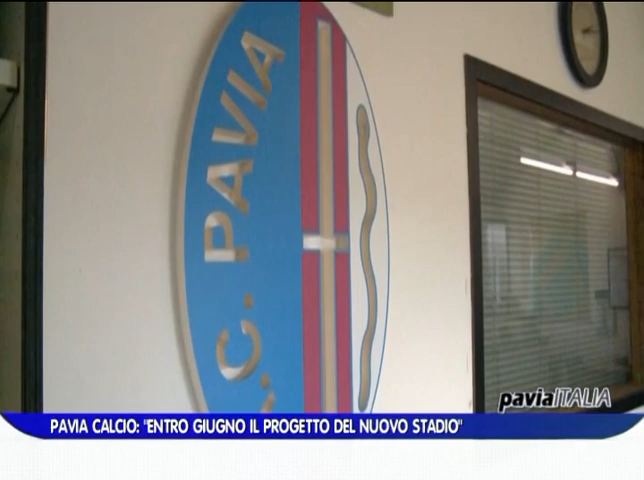 .C. PAVIA
paviaITALIA
PAVIA CALCIO: "ENTRO GIUGNO IL PROGETTO DEL NUOVO STADIO"